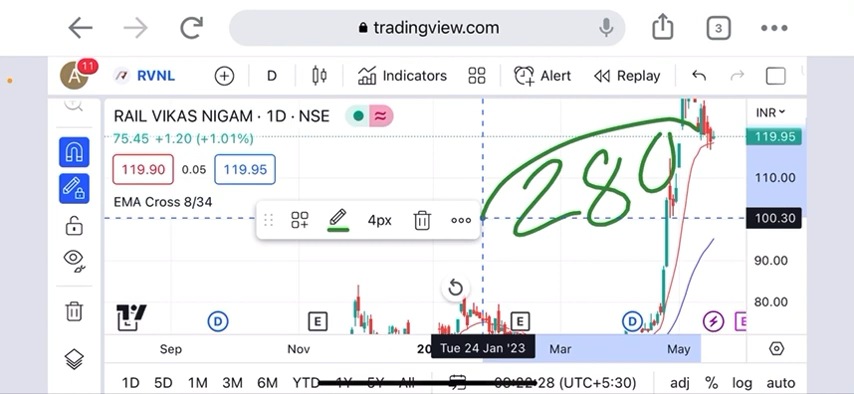 tradingview.com
3
A
11
RVNL
D
Indicators
Alert
Replay
RAIL VIKAS NIGAM · 1D · NSE
INR
75.45 +1.20 (+1.01%)
119.95
119.90
0.05
119.95
280
110.00
EMA Cross 8/34
4px
100.30
90.00
80.00
D
E
E
D
E
Sep
Nov
20
Tue 24 Jan '23
Mar
May
1D 5D 1M 3M 6M YTD 1Y 5Y All
28 (UTC+5:30)
adj % log auto